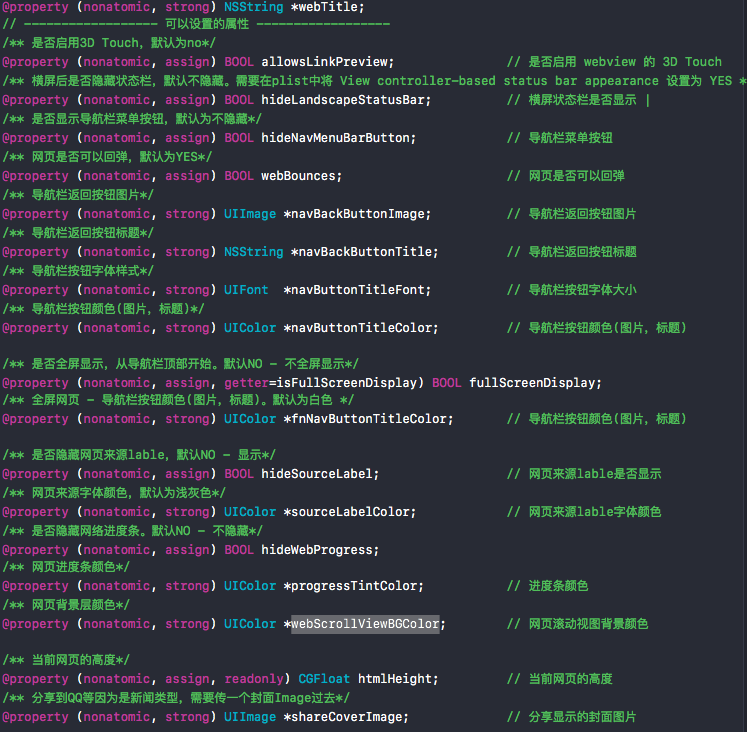 @property (nonatomic, strong) NSString *webTitle;
// ------------------ 可以设置的属性 ------------------
/** 是否启用3D Touch，默认为no*/
@property (nonatomic, assign) BOOL allowsLinkPreview; // 是否启用 webview 的 3D Touch
/** 横屏后是否隐藏状态栏，默认不隐藏。需要在plist中将 View controller-based status bar appearance 设置为 YES *
@property (nonatomic, assign) BOOL hideLandscapeStatusBar; // 横屏状态栏是否显示 |
/** 是否显示导航栏菜单按钮，默认为不隐藏*/
@property (nonatomic, assign) BOOL hideNavMenuBarButton; // 导航栏菜单按钮
/** 网页是否可以回弹，默认为YES*/
@property (nonatomic, assign) BOOL webBounces; // 网页是否可以回弹
/** 导航栏返回按钮图片*/
@property (nonatomic, strong) UIImage *navBackButtonImage; // 导航栏返回按钮图片
/** 导航栏返回按钮标题*/
@property (nonatomic, strong) NSString *navBackButtonTitle; // 导航栏返回按钮标题
/** 导航栏按钮字体样式*/
@property (nonatomic, strong) UIFont  *navButtonTitleFont; // 导航栏按钮字体大小
/** 导航栏按钮颜色(图片，标题)*/
@property (nonatomic, strong) UIColor *navButtonTitleColor; // 导航栏按钮颜色(图片，标题)
/** 是否全屏显示，从导航栏顶部开始。默认NO - 不全屏显示*/
@property (nonatomic, assign, getter=isFullScreenDisplay) BOOL fullScreenDisplay;
/** 全屏网页 - 导航栏按钮颜色(图片，标题)。默认为白色 */
@property (nonatomic, strong) UIColor *fnNavButtonTitleColor; // 导航栏按钮颜色(图片，标题)
/** 是否隐藏网页来源lable，默认NO - 显示*/
@property (nonatomic, assign) BOOL hideSourceLabel; // 网页来源lable是否显示
/** 网页来源字体颜色，默认为浅灰色*/
@property (nonatomic, strong) UIColor *sourceLabelColor; // 网页来源lable字体颜色
/** 是否隐藏网络进度条。默认NO - 不隐藏*/
@property (nonatomic, assign) BOOL hideWebProgress;
/** 网页进度条颜色*/
@property (nonatomic, strong) UIColor *progressTintColor; // 进度条颜色
/** 网页背景层颜色*/
@property (nonatomic, strong) UIColor *webScrollViewBGColor; // 网页滚动视图背景颜色
/** 当前网页的高度*/
@property (nonatomic, assign, readonly) CGFloat htmlHeight; // 当前网页的高度
/** 分享到QQ等因为是新闻类型，需要传一个封面Image过去*/
@property (nonatomic, strong) UIImage *shareCoverImage; // 分享显示的封面图片